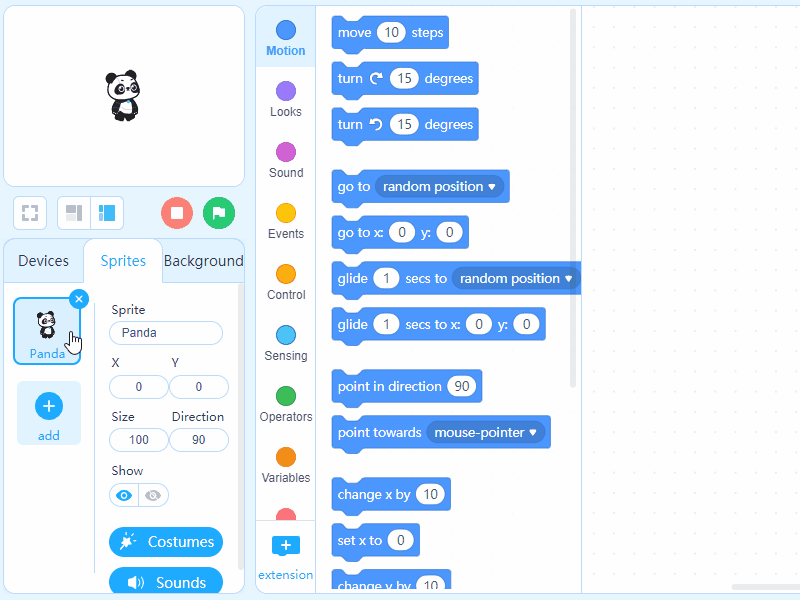 Devices
Sprites
Background
Panda
add
Sprite
Panda
X
Y
0
0
Size
Direction
100
90
Show
Costumes
Sounds
Motion
Looks
Sound
Events
Control
Sensing
Operators
Variables
extension
move 10 steps
turn 15 degrees
turn 15 degrees
go to random position
go to x: 0 y: 0
glide 1 secs to random position
glide 1 secs to x: 0 y: 0
point in direction 90
point towards mouse-pointer
change x by 10
set x to 0
change y by 10